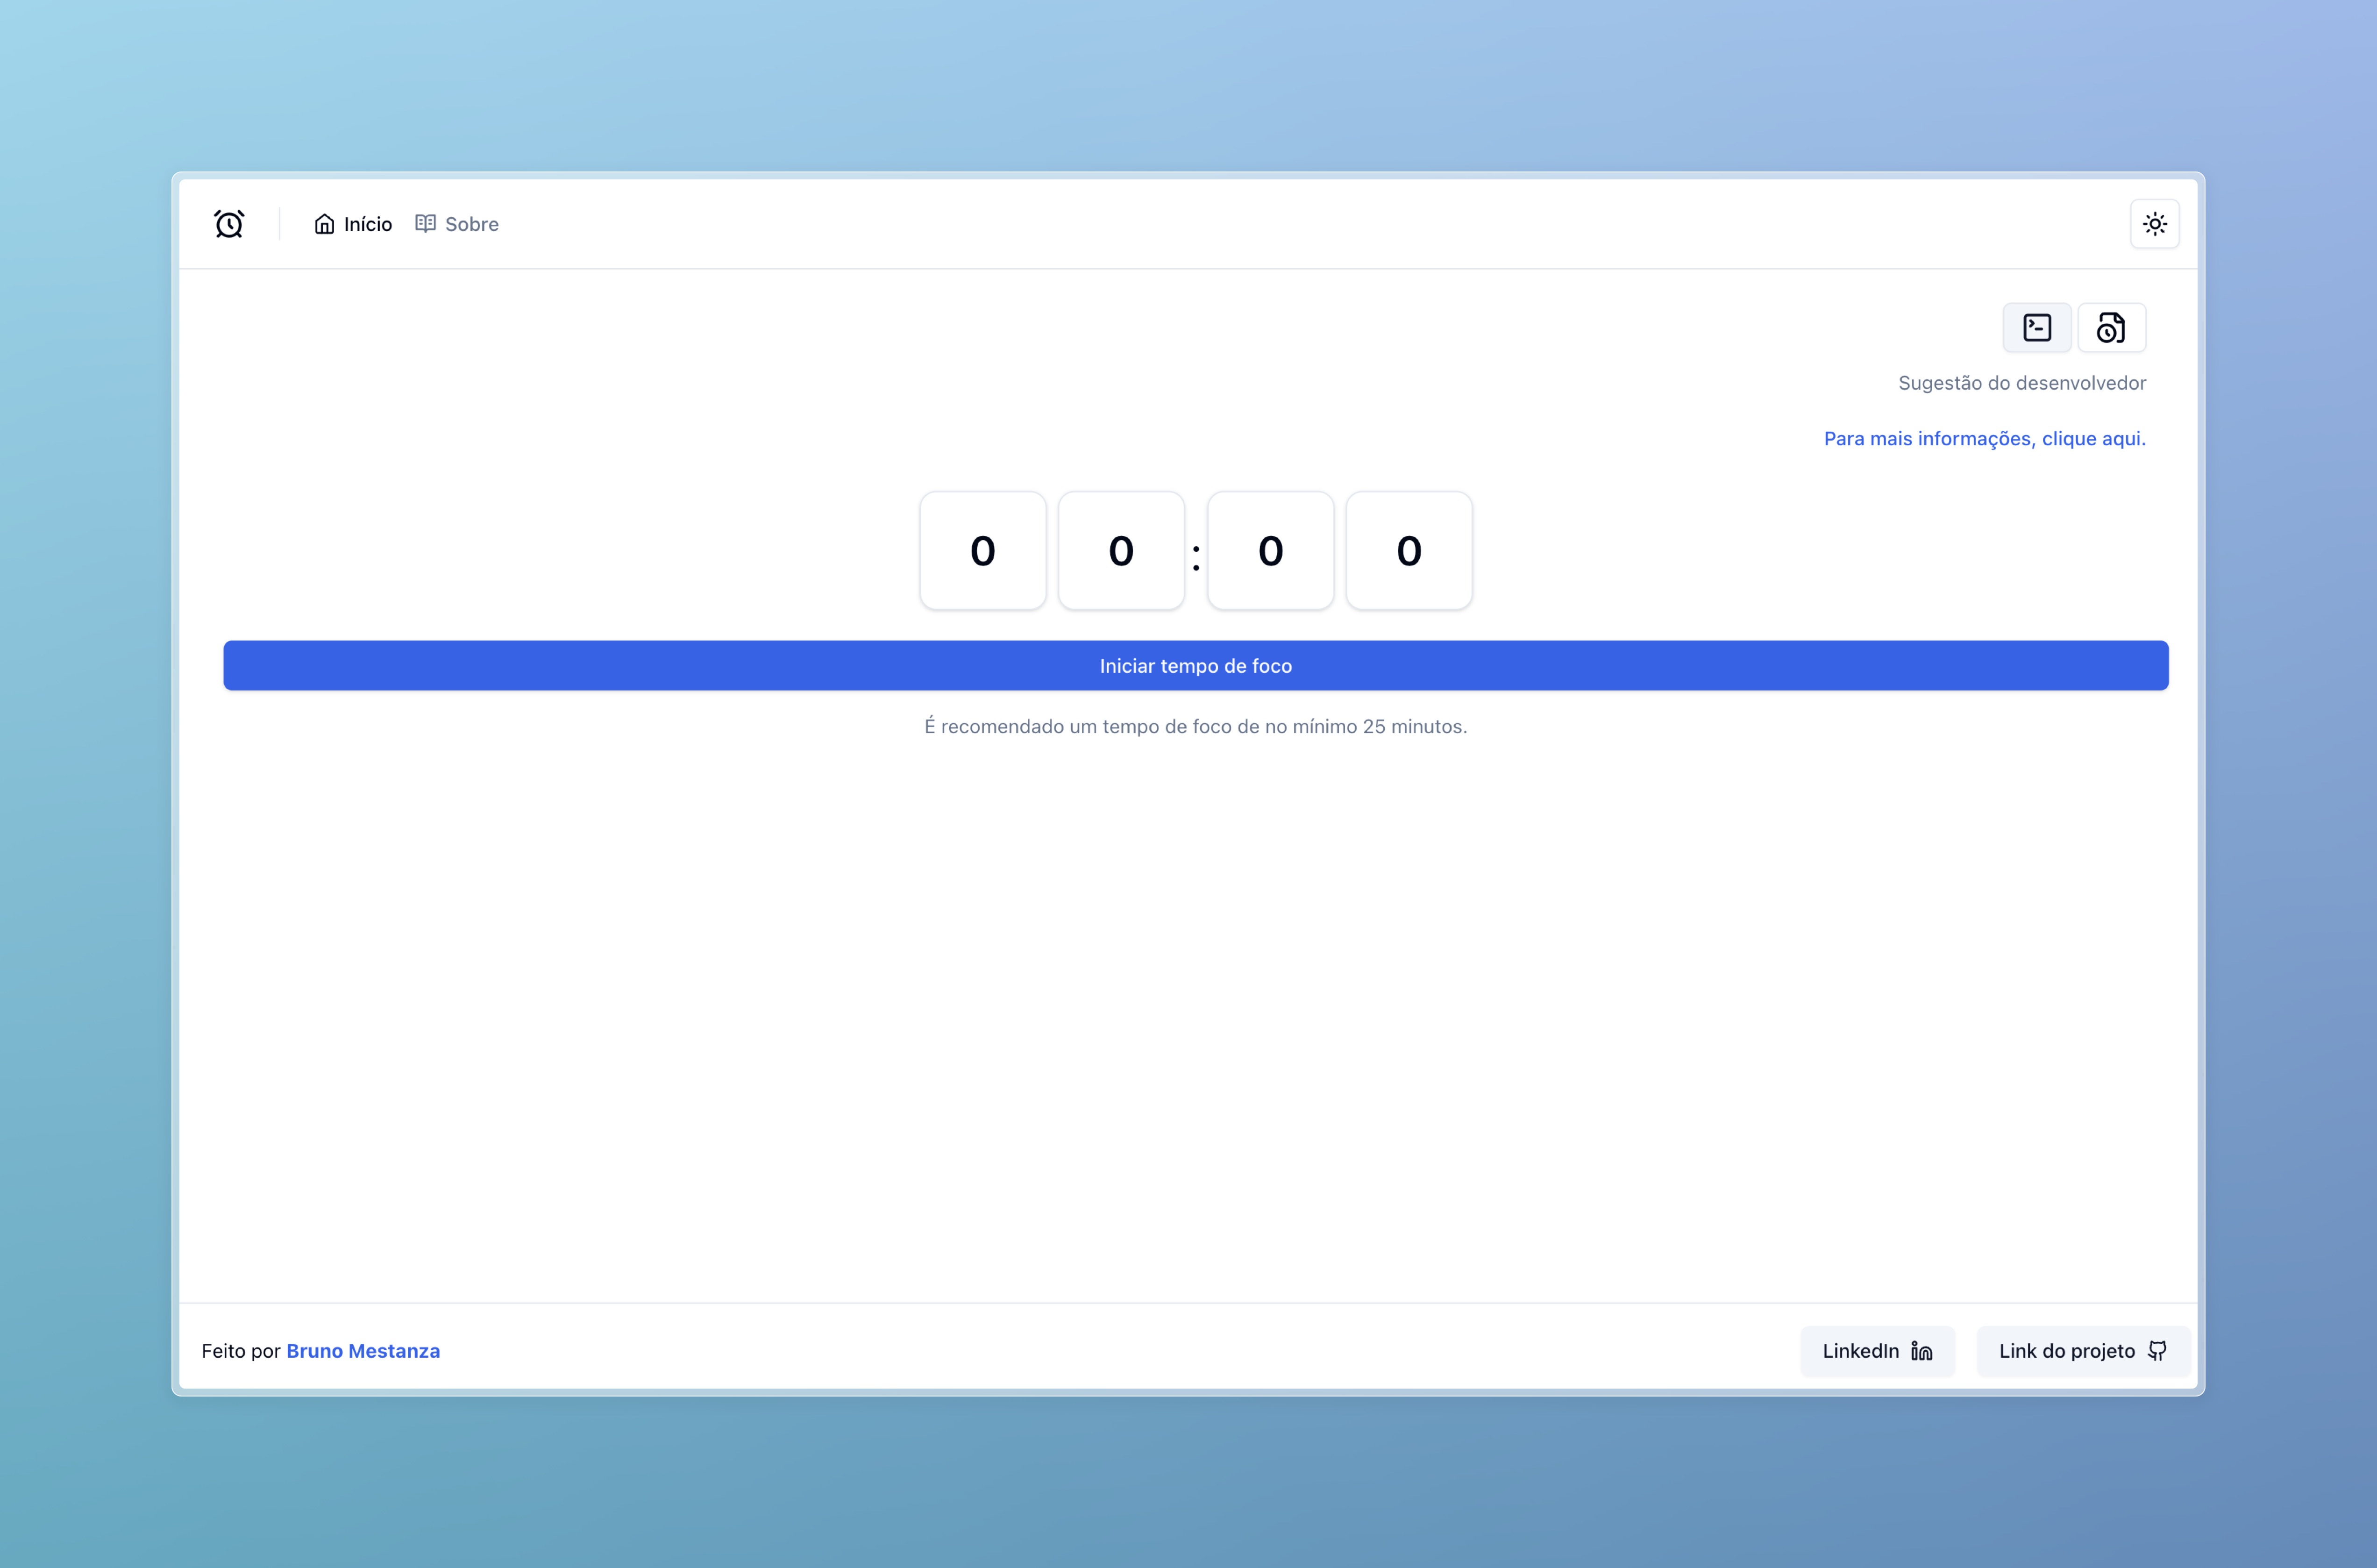 Início Sobre
Sugestão do desenvolvedor
Para mais informações, clique aqui.
0 0 : 0 0
Iniciar tempo de foco
É recomendado um tempo de foco de no mínimo 25 minutos.
Feito por Bruno Mestanza
LinkedIn Link do projeto